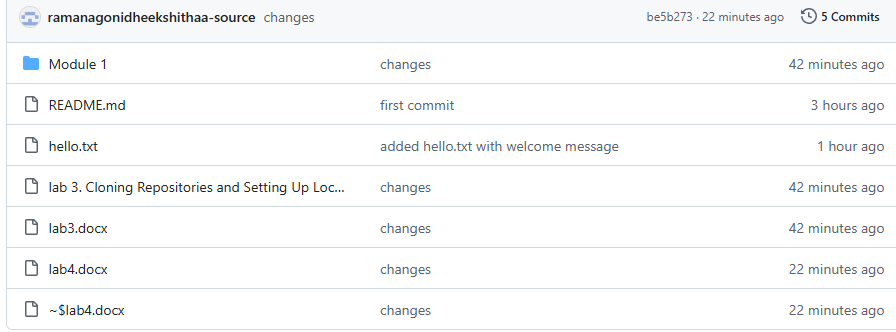 ramanagonidheekshithaa-source changes be5b273 · 22 minutes ago 5 Commits
Module 1 changes 42 minutes ago
README.md first commit 3 hours ago
hello.txt added hello.txt with welcome message 1 hour ago
lab 3. Cloning Repositories and Setting Up Loc... changes 42 minutes ago
lab3.docx changes 42 minutes ago
lab4.docx changes 22 minutes ago
~$lab4.docx changes 22 minutes ago